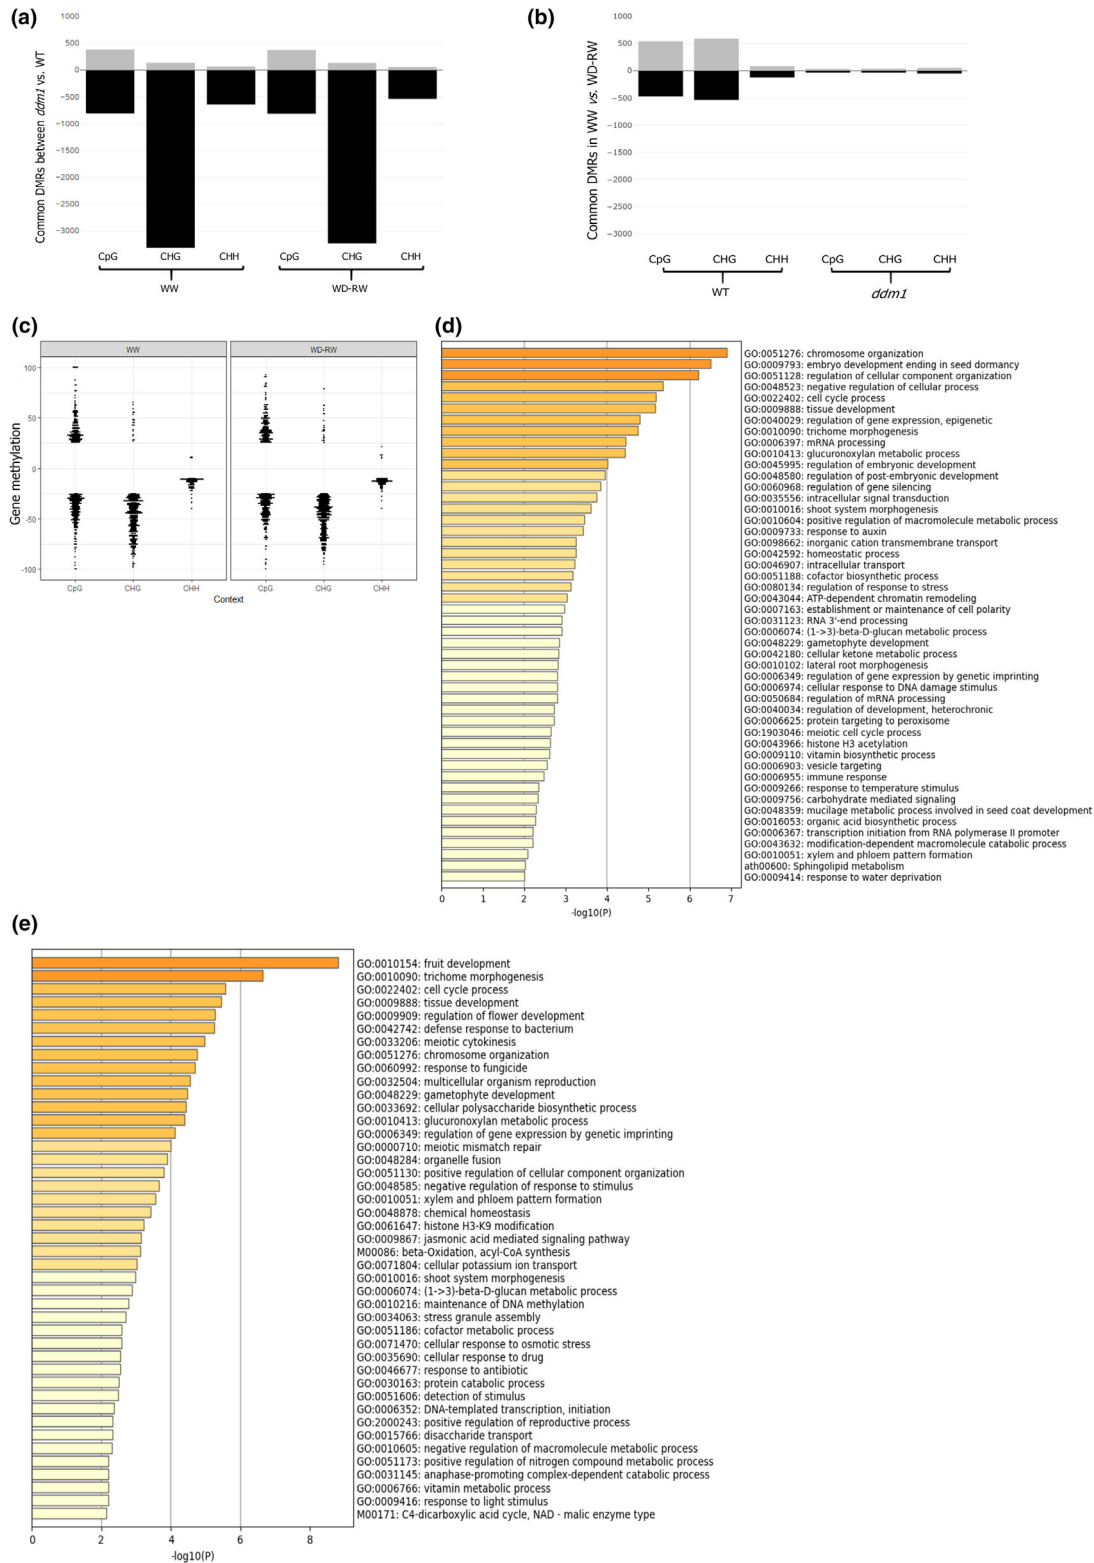 (a)
Common DMRs between ddm1 vs. WT
1000
500
0
−500
−1000
−1500
−2000
−2500
−3000
CpG
CHG
CHH
CpG
CHG
CHH
WW
WD-RW
(b)
Common DMRs in WW vs. WD-RW
1000
500
0
−500
−1000
−1500
−2000
−2500
−3000
CpG
CHG
CHH
CpG
CHG
CHH
WT
ddm1
(c)
WW
WD-RW
Gene methylation
100
50
0
-50
-100
CpG
CHG
CHH
CpG
CHG
CHH
Context
(d)
GO:0051276: chromosome organization
GO:0009793: embryo development ending in seed dormancy
GO:0051128: regulation of cellular component organization
GO:0048523: negative regulation of cellular process
GO:0022402: cell cycle process
GO:0009888: tissue development
GO:0040029: regulation of gene expression, epigenetic
GO:0010090: trichome morphogenesis
GO:0006397: mRNA processing
GO:0010413: glucuronoxylan metabolic process
GO:0045995: regulation of embryonic development
GO:0048580: regulation of post-embryonic development
GO:0060968: regulation of gene silencing
GO:0035556: intracellular signal transduction
GO:0010016: shoot system morphogenesis
GO:0010604: positive regulation of macromolecule metabolic process
GO:0009733: response to auxin
GO:0098662: inorganic cation transmembrane transport
GO:0042592: homeostatic process
GO:0046907: intracellular transport
GO:0051188: cofactor biosynthetic process
GO:0080134: regulation of response to stress
GO:0043044: ATP-dependent chromatin remodeling
GO:0007163: establishment or maintenance of cell polarity
GO:0031123: RNA 3'-end processing
GO:0006074: (1->3)-beta-D-glucan metabolic process
GO:0048229: gametophyte development
GO:0042180: cellular ketone metabolic process
GO:0010102: lateral root morphogenesis
GO:0006349: regulation of gene expression by genetic imprinting
GO:0006974: cellular response to DNA damage stimulus
GO:0050684: regulation of mRNA processing
GO:0040034: regulation of development, heterochronic
GO:0006625: protein targeting to peroxisome
GO:1903046: meiotic cell cycle process
GO:0043966: histone H3 acetylation
GO:0009110: vitamin biosynthetic process
GO:0006903: vesicle targeting
GO:0006955: immune response
GO:0009266: response to temperature stimulus
GO:0009756: carbohydrate mediated signaling
GO:0048359: mucilage metabolic process involved in seed coat development
GO:0016053: organic acid biosynthetic process
GO:0006367: transcription initiation from RNA polymerase II promoter
GO:0043632: modification-dependent macromolecule catabolic process
GO:0010051: xylem and phloem pattern formation
ath00600: Sphingolipid metabolism
GO:0009414: response to water deprivation
0 1 2 3 4 5 6 7
-log10(P)
(e)
GO:0010154: fruit development
GO:0010090: trichome morphogenesis
GO:0022402: cell cycle process
GO:0009888: tissue development
GO:0009909: regulation of flower development
GO:0042742: defense response to bacterium
GO:0033206: meiotic cytokinesis
GO:0051276: chromosome organization
GO:0060992: response to fungicide
GO:0032504: multicellular organism reproduction
GO:0048229: gametophyte development
GO:0033692: cellular polysaccharide biosynthetic process
GO:0010413: glucuronoxylan metabolic process
GO:0006349: regulation of gene expression by genetic imprinting
GO:0000710: meiotic mismatch repair
GO:0048284: organelle fusion
GO:0051130: positive regulation of cellular component organization
GO:0048585: negative regulation of response to stimulus
GO:0010051: xylem and phloem pattern formation
GO:0048878: chemical homeostasis
GO:0061647: histone H3-K9 modification
GO:0009867: jasmonic acid mediated signaling pathway
M00086: beta-Oxidation, acyl-CoA synthesis
GO:0071804: cellular potassium ion transport
GO:0010016: shoot system morphogenesis
GO:0006074: (1->3)-beta-D-glucan metabolic process
GO:0010216: maintenance of DNA methylation
GO:0034063: stress granule assembly
GO:0051186: cofactor metabolic process
GO:0071470: cellular response to osmotic stress
GO:0035690: cellular response to drug
GO:0046677: response to antibiotic
GO:0030163: protein catabolic process
GO:0051606: detection of stimulus
GO:0006352: DNA-templated transcription, initiation
GO:2000243: positive regulation of reproductive process
GO:0015766: disaccharide transport
GO:0010605: negative regulation of macromolecule metabolic process
GO:0051173: positive regulation of nitrogen compound metabolic process
GO:0031145: anaphase-promoting complex-dependent catabolic process
GO:0006766: vitamin metabolic process
GO:0009416: response to light stimulus
M00171: C4-dicarboxylic acid cycle, NAD - malic enzyme type
0 2 4 6 8
-log10(P)